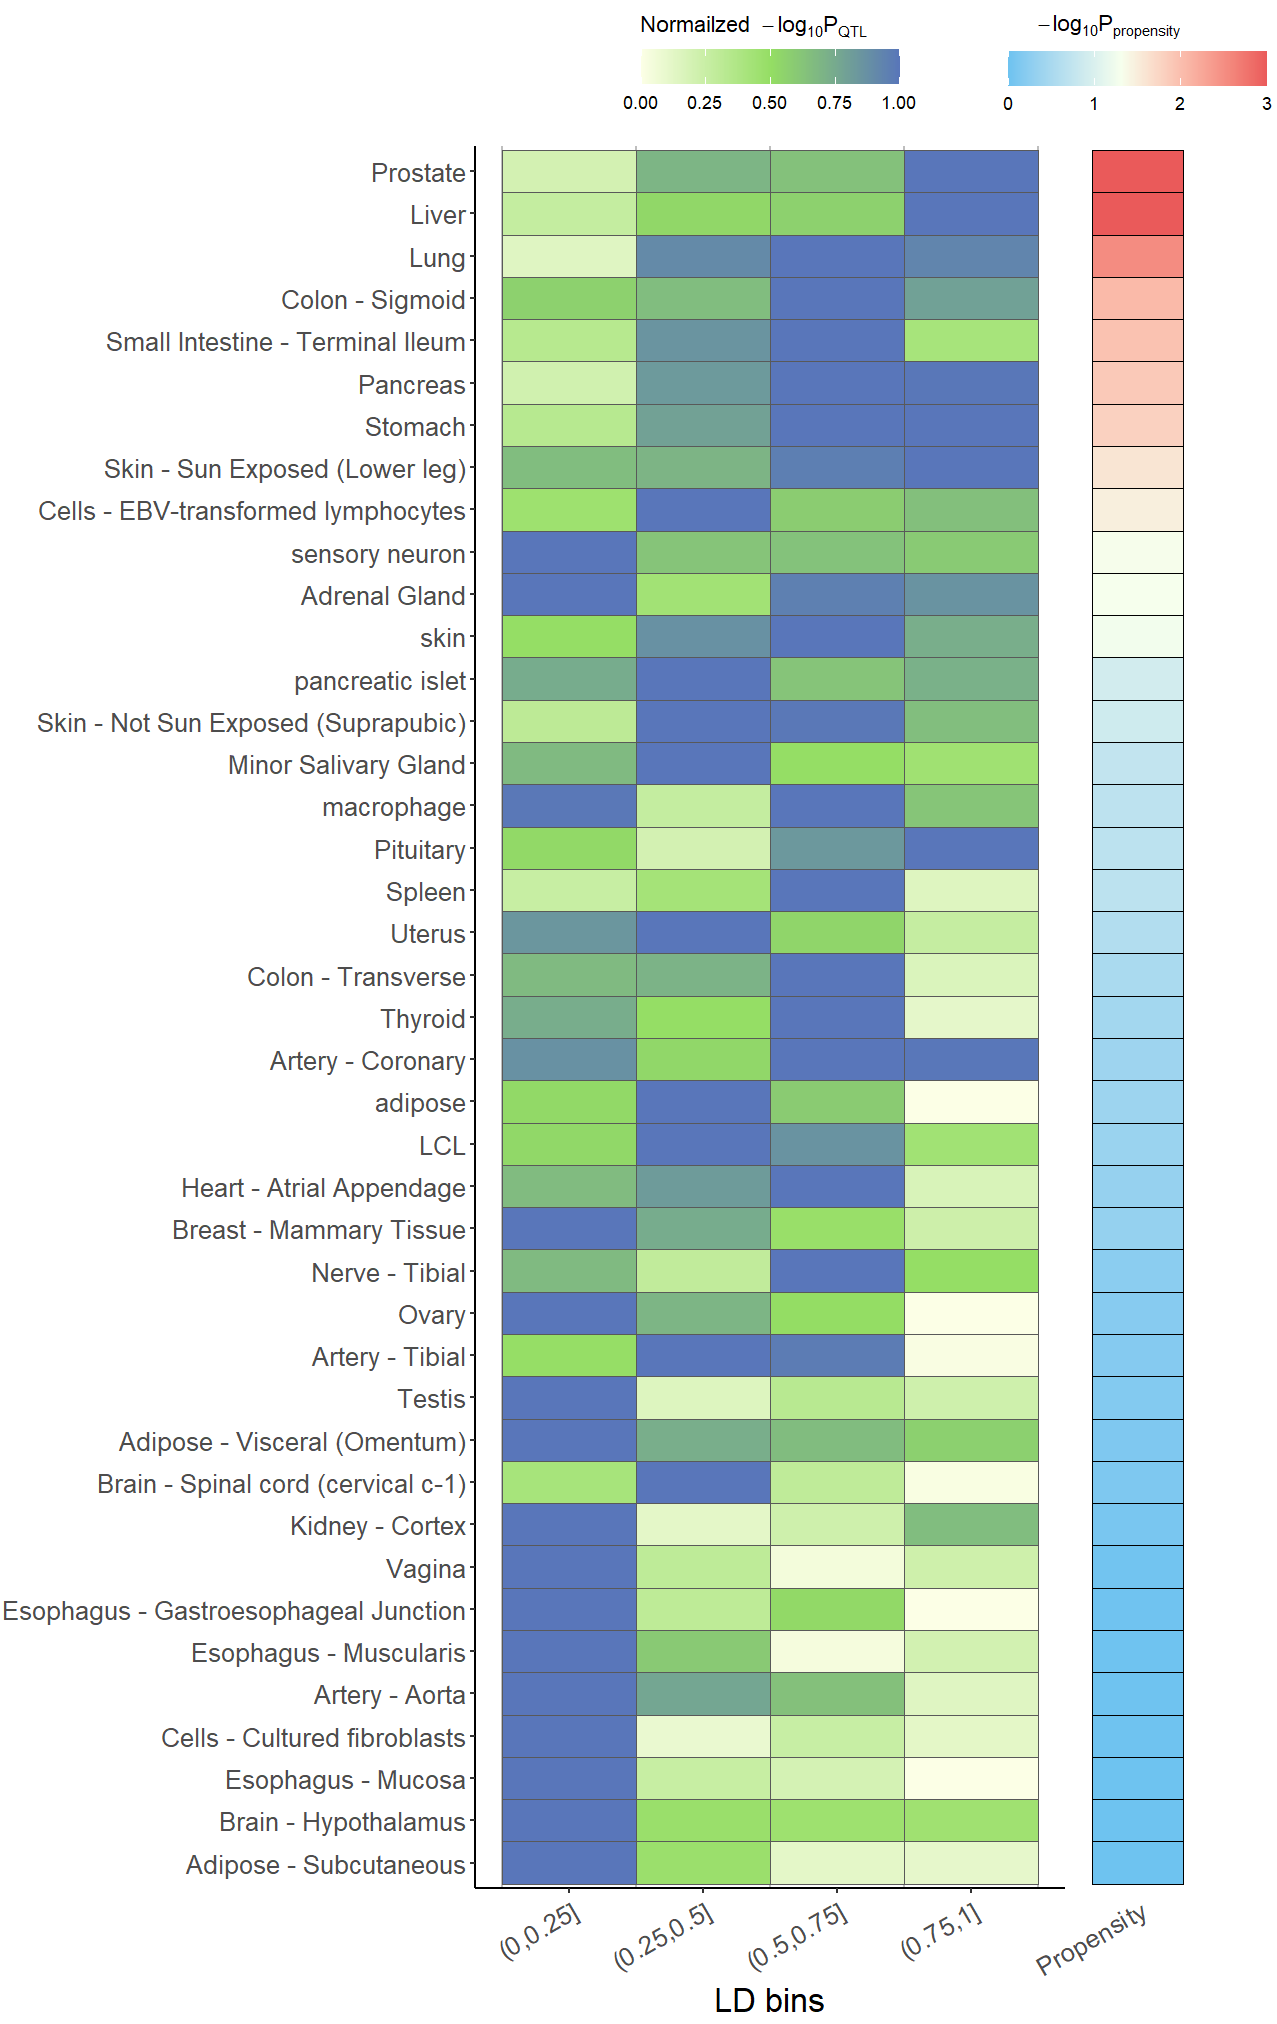 Normailzed −log10PQTL
−log10Ppropensity
0.00 0.25 0.50 0.75 1.00
0 1 2 3
Prostate
Liver
Lung
Colon - Sigmoid
Small Intestine - Terminal Ileum
Pancreas
Stomach
Skin - Sun Exposed (Lower leg)
Cells - EBV-transformed lymphocytes
sensory neuron
Adrenal Gland
skin
pancreatic islet
Skin - Not Sun Exposed (Suprapubic)
Minor Salivary Gland
macrophage
Pituitary
Spleen
Uterus
Colon - Transverse
Thyroid
Artery - Coronary
adipose
LCL
Heart - Atrial Appendage
Breast - Mammary Tissue
Nerve - Tibial
Ovary
Artery - Tibial
Testis
Adipose - Visceral (Omentum)
Brain - Spinal cord (cervical c-1)
Kidney - Cortex
Vagina
Esophagus - Gastroesophageal Junction
Esophagus - Muscularis
Artery - Aorta
Cells - Cultured fibroblasts
Esophagus - Mucosa
Brain - Hypothalamus
Adipose - Subcutaneous
(0,0.25] (0.25,0.5] (0.5,0.75] (0.75,1] Propensity
LD bins